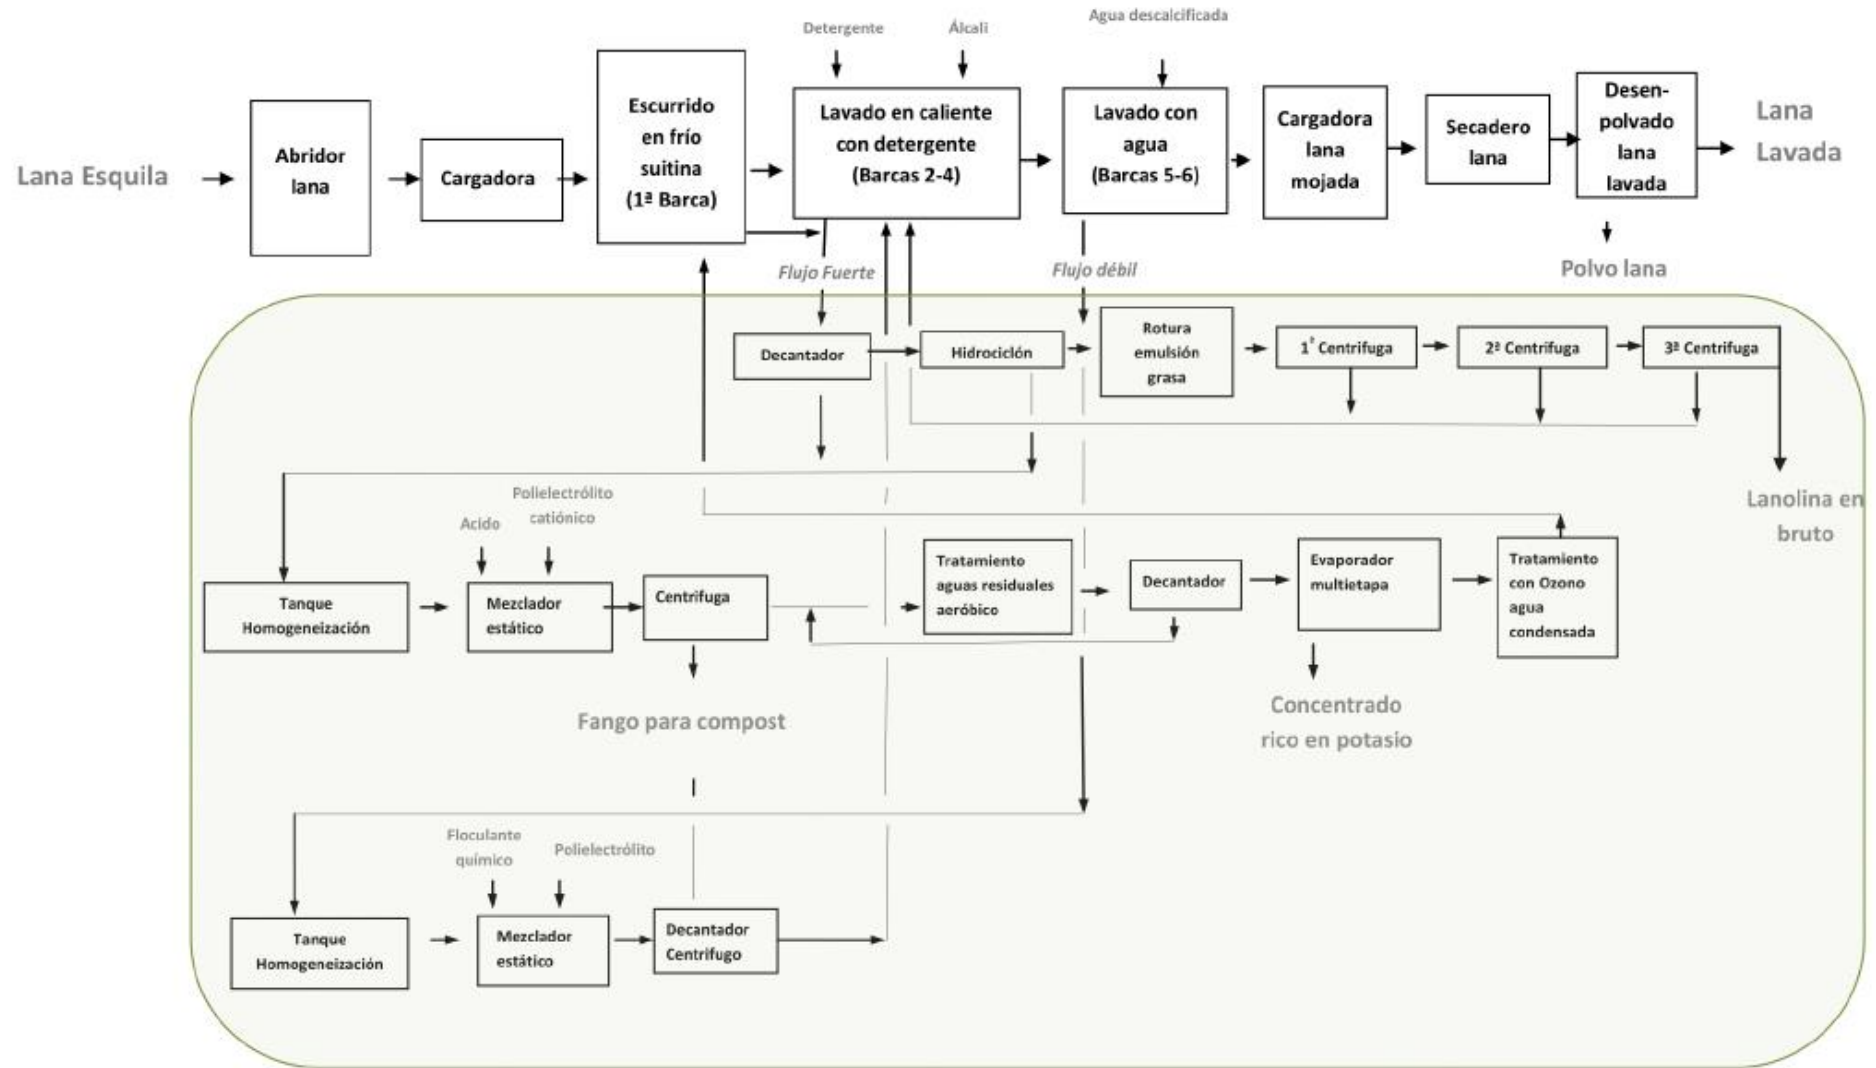 Detergente
Álcali
Agua descalcificada
Lana Esquila
Abridor
lana
Cargadora
Escurrido
en frío
suitina
(1ª Barca)
Lavado en caliente
con detergente
(Barcas 2-4)
Lavado con
agua
(Barcas 5-6)
Cargadora
lana
mojada
Secadero
lana
Desen-
polvado
lana
lavada
Lana
Lavada
Flujo Fuerte
Flujo débil
Polvo lana
Decantador
Hidrociclón
Rotura
emulsión
grasa
1ª Centrifuga
2ª Centrifuga
3ª Centrifuga
Lanolina en
bruto
Acido
Polielectrólito
catiónico
Tanque
Homogeneización
Mezclador
estático
Centrifuga
Tratamiento
aguas residuales
aeróbico
Decantador
Evaporador
multietapa
Tratamiento
con Ozono
agua
condensada
Fango para compost
Concentrado
rico en potasio
Floculante
químico
Polielectrólito
Tanque
Homogeneización
Mezclador
estático
Decantador
Centrifugo